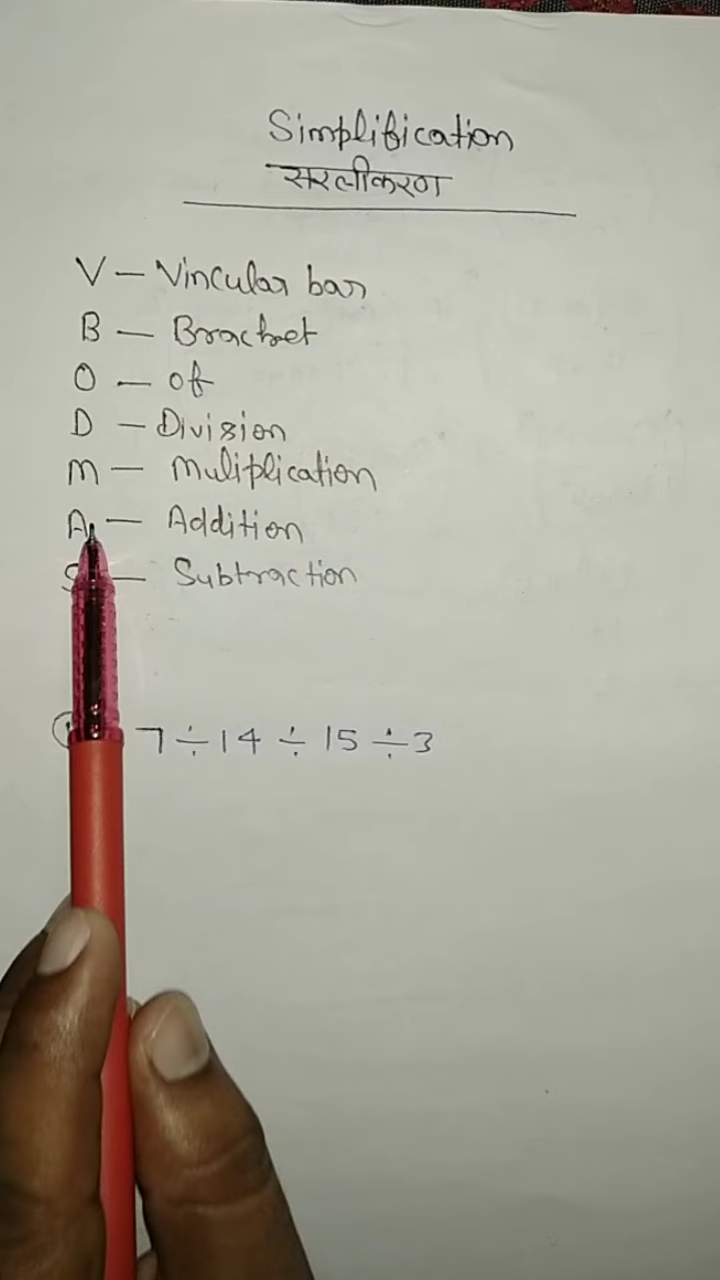 Simplification
सरलीकरण
V — Vincular bar
B — Bracket
O — of
D — Division
M — Muliplication
A — Addition
S — Subtraction
7 ÷ 14 ÷ 15 ÷ 3